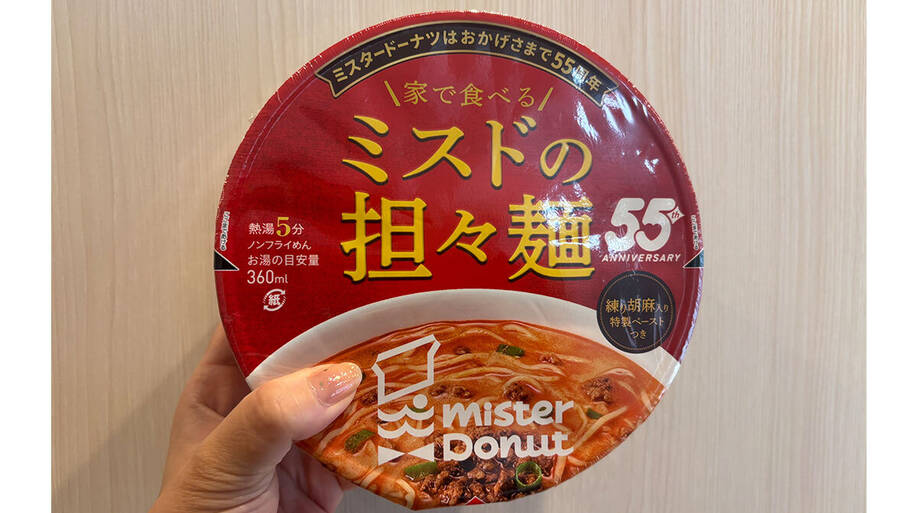 ミスタードーナツはおかげさまで55周年
家で食べる
ミスドの
担々麺
熱湯5分
ノンフライめん
お湯の目安量
360ml
紙
55th
ANNIVERSARY
練り胡麻入り
特製ペースト
つき
mister
Donut